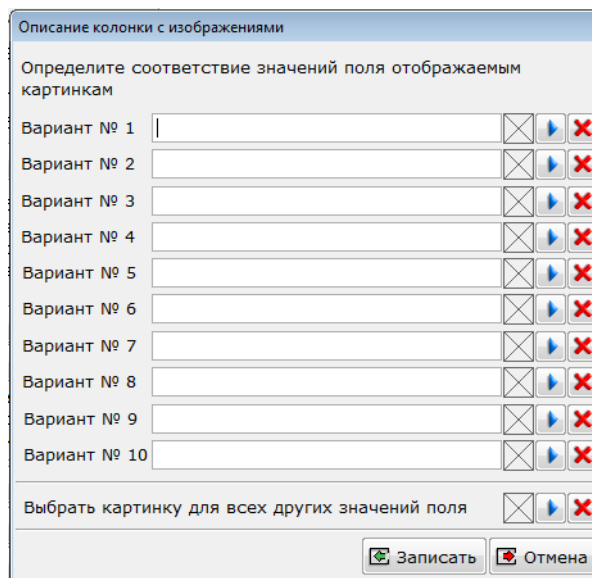 Описание колонки с изображениями
Определите соответствие значений поля отображаемым
картинкам
Вариант № 1
Вариант № 2
Вариант № 3
Вариант № 4
Вариант № 5
Вариант № 6
Вариант № 7
Вариант № 8
Вариант № 9
Вариант № 10
Выбрать картинку для всех других значений поля
Записать Отмена